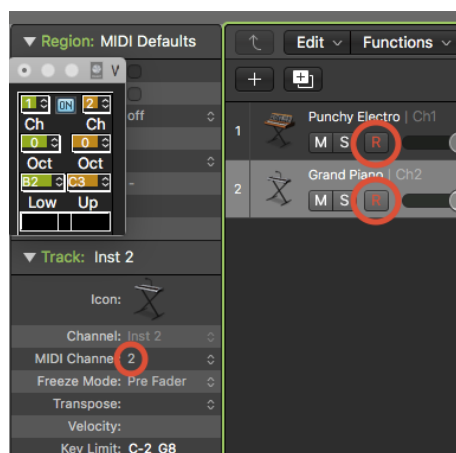 Region: MIDI Defaults
V
1 ON 2
Ch Ch
off
0 0
Oct Oct
B2 C3
-
Low Up
Track: Inst 2
Icon:
Channel: Inst 2
MIDI Channel: 2
Freeze Mode: Pre Fader
Transpose:
Velocity:
Key Limit: C-2 G8
Edit Functions
+
1 Punchy Electro | Ch1
M S R
2 Grand Piano | Ch2
M S R